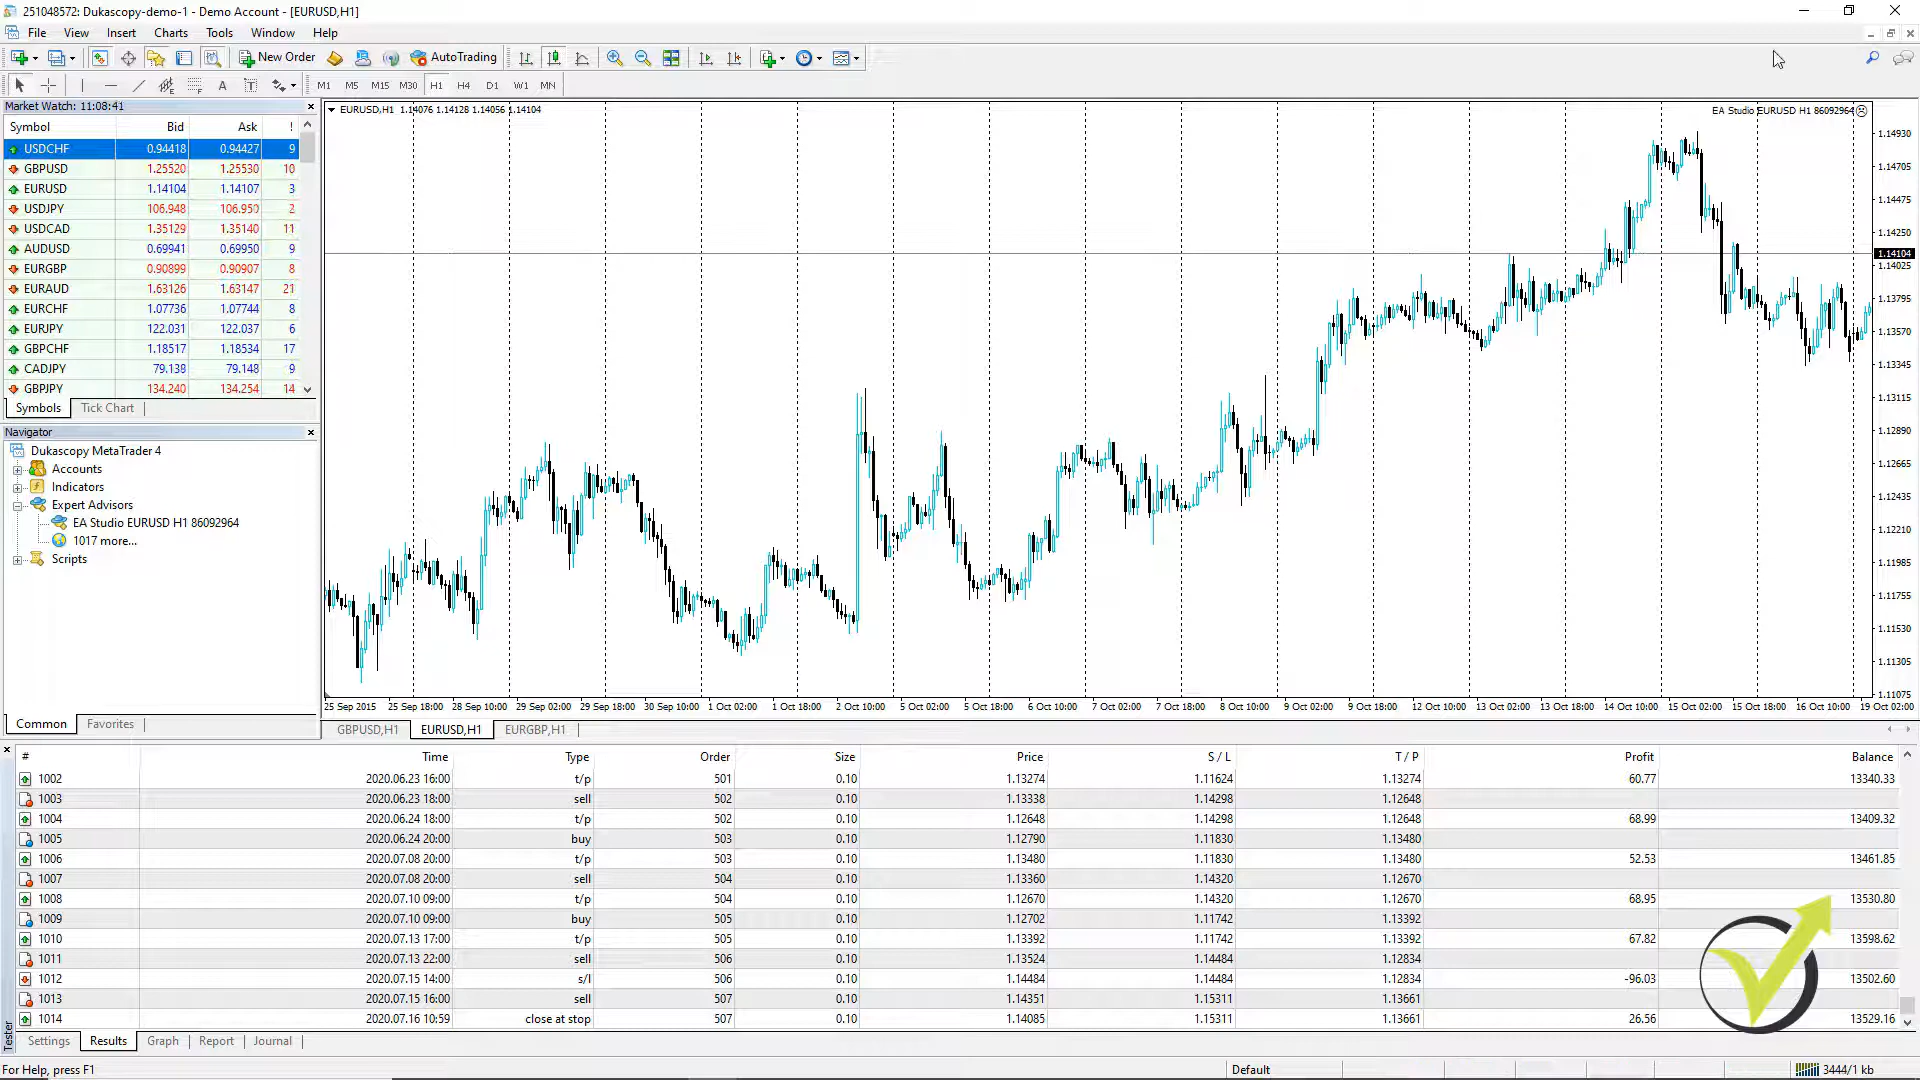 251048572: Dukascopy-demo-1 - Demo Account - [EURUSD,H1]
File View Insert Charts Tools Window Help
New Order AutoTrading
A T M1 M5 M15 M30 H1 H4 D1 W1 MN
Market Watch: 11:08:41
Symbol Bid Ask !
USDCHF 0.94418 0.94427 9
GBPUSD 1.25520 1.25530 10
EURUSD 1.14104 1.14107 3
USDJPY 106.948 106.950 2
USDCAD 1.35129 1.35140 11
AUDUSD 0.69941 0.69950 9
EURGBP 0.90899 0.90907 8
EURAUD 1.63126 1.63147 21
EURCHF 1.07736 1.07744 8
EURJPY 122.031 122.037 6
GBPCHF 1.18517 1.18534 17
CADJPY 79.138 79.148 9
GBPJPY 134.240 134.254 14
Symbols Tick Chart
Navigator
Dukascopy MetaTrader 4
Accounts
Indicators
Expert Advisors
EA Studio EURUSD H1 86092964
1017 more...
Scripts
Common Favorites
EURUSD,H1 1.14076 1.14128 1.14056 1.14104
EA Studio EURUSD H1 86092964
1.14930
1.14705
1.14475
1.14250
1.14104
1.14025
1.13795
1.13570
1.13345
1.13115
1.12890
1.12665
1.12435
1.12210
1.11985
1.11755
1.11530
1.11305
1.11075
25 Sep 2015 25 Sep 18:00 28 Sep 10:00 29 Sep 02:00 29 Sep 18:00 30 Sep 10:00 1 Oct 02:00 1 Oct 18:00 2 Oct 10:00 5 Oct 02:00 5 Oct 18:00 6 Oct 10:00 7 Oct 02:00 7 Oct 18:00 8 Oct 10:00 9 Oct 02:00 9 Oct 18:00 12 Oct 10:00 13 Oct 02:00 13 Oct 18:00 14 Oct 10:00 15 Oct 02:00 15 Oct 18:00 16 Oct 10:00 19 Oct 02:00
GBPUSD,H1 EURUSD,H1 EURGBP,H1
# Time Type Order Size Price S / L T / P Profit Balance
1002 2020.06.23 16:00 t/p 501 0.10 1.13274 1.11624 1.13274 60.77 13340.33
1003 2020.06.23 18:00 sell 502 0.10 1.13338 1.14298 1.12648
1004 2020.06.24 18:00 t/p 502 0.10 1.12648 1.14298 1.12648 68.99 13409.32
1005 2020.06.24 20:00 buy 503 0.10 1.12790 1.11830 1.13480
1006 2020.07.08 20:00 t/p 503 0.10 1.13480 1.11830 1.13480 52.53 13461.85
1007 2020.07.08 20:00 sell 504 0.10 1.13360 1.14320 1.12670
1008 2020.07.10 09:00 t/p 504 0.10 1.12670 1.14320 1.12670 68.95 13530.80
1009 2020.07.10 09:00 buy 505 0.10 1.12702 1.11742 1.13392
1010 2020.07.13 17:00 t/p 505 0.10 1.13392 1.11742 1.13392 67.82 13598.62
1011 2020.07.13 22:00 sell 506 0.10 1.13524 1.14484 1.12834
1012 2020.07.15 14:00 s/l 506 0.10 1.14484 1.14484 1.12834 -96.03 13502.60
1013 2020.07.15 16:00 sell 507 0.10 1.14351 1.15311 1.13661
1014 2020.07.16 10:59 close at stop 507 0.10 1.14085 1.15311 1.13661 26.56 13529.16
Tester
Settings Results Graph Report Journal
For Help, press F1 Default 3444/1 kb